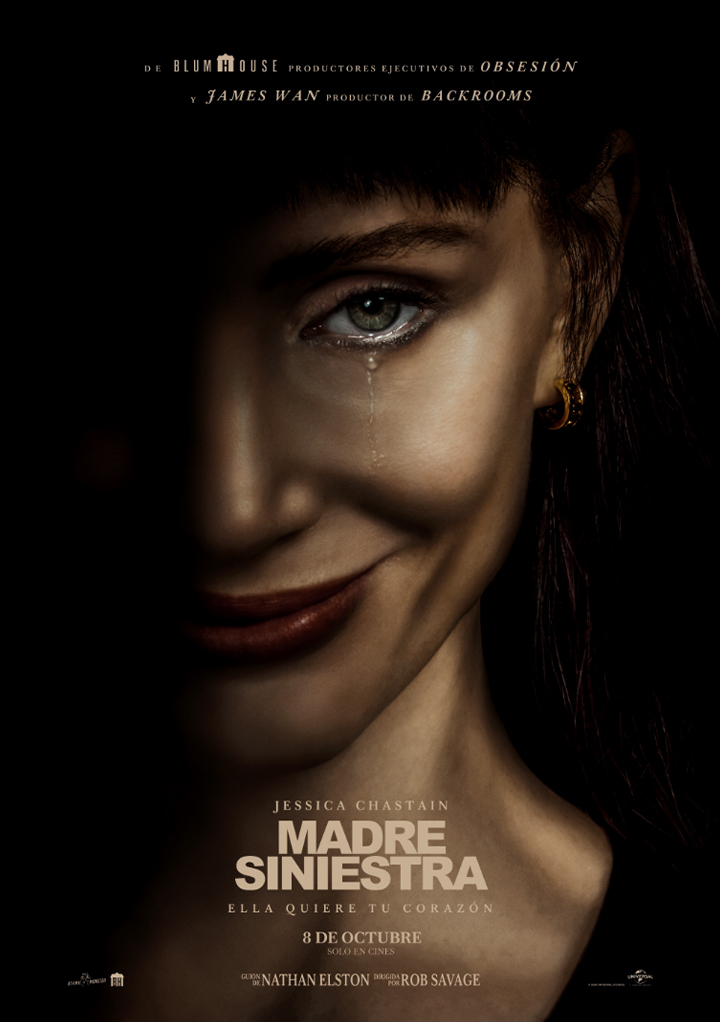 DE BLUMHOUSE PRODUCTORES EJECUTIVOS DE OBSESIÓN
Y JAMES WAN PRODUCTOR DE BACKROOMS
JESSICA CHASTAIN
MADRE
SINIESTRA
ELLA QUIERE TU CORAZÓN
8 DE OCTUBRE
SOLO EN CINES
GUION DE NATHAN ELSTON DIRIGIDA POR ROB SAVAGE
UNIVERSAL